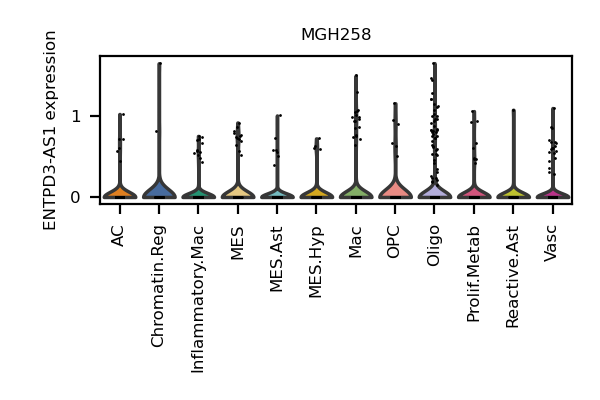 MGH258
ENTPD3-AS1 expression
1
0
AC
Chromatin.Reg
Inflammatory.Mac
MES
MES.Ast
MES.Hyp
Mac
OPC
Oligo
Prolif.Metab
Reactive.Ast
Vasc